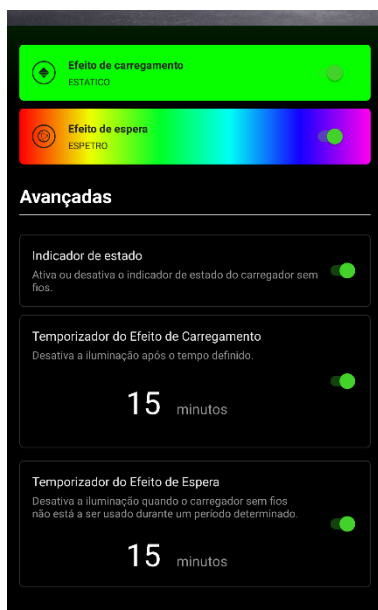 Efeito de carregamento
ESTÁTICO
Efeito de espera
ESPETRO
Avançadas
Indicador de estado
Ativa ou desativa o indicador de estado do carregador sem
fios.
Temporizador do Efeito de Carregamento
Desativa a iluminação após o tempo definido.
15 minutos
Temporizador do Efeito de Espera
Desativa a iluminação quando o carregador sem fios
não está a ser usado durante um período determinado.
15 minutos